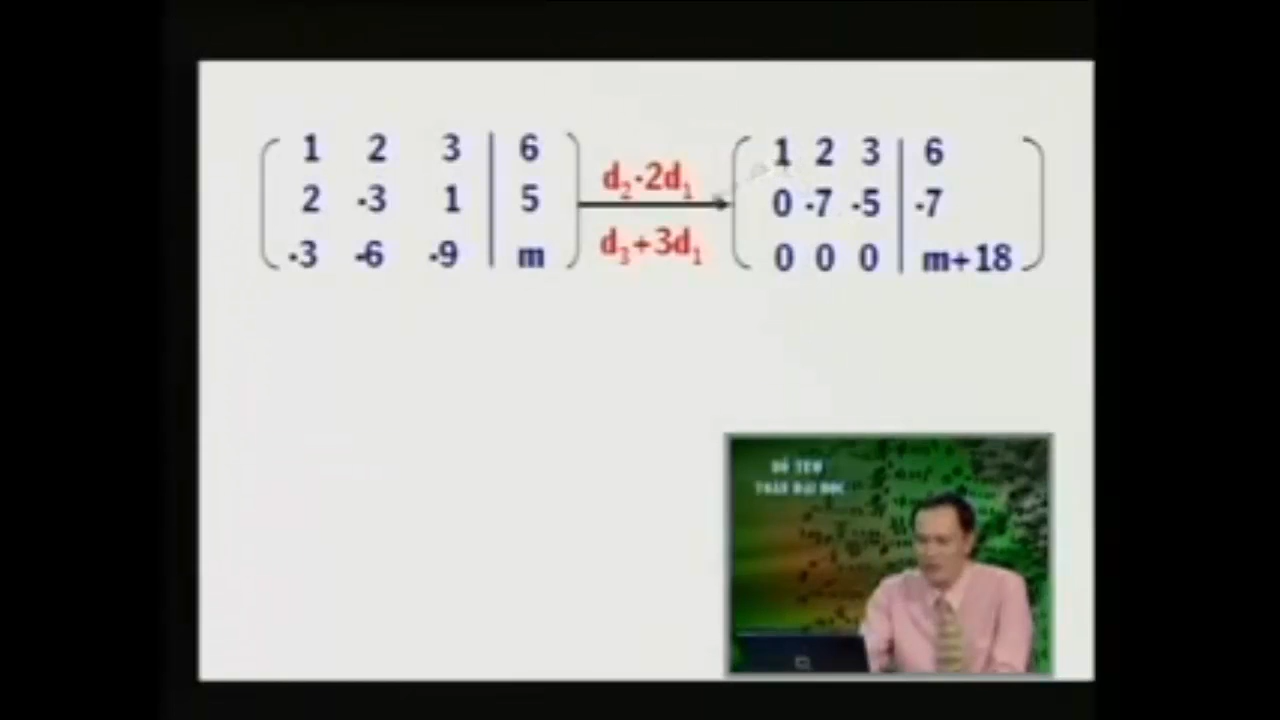 1 2 3 | 6
2 -3 1 | 5
-3 -6 -9 | m
d₂-2d₁
d₃+3d₁
1 2 3 | 6
0 -7 -5 | -7
0 0 0 | m+18